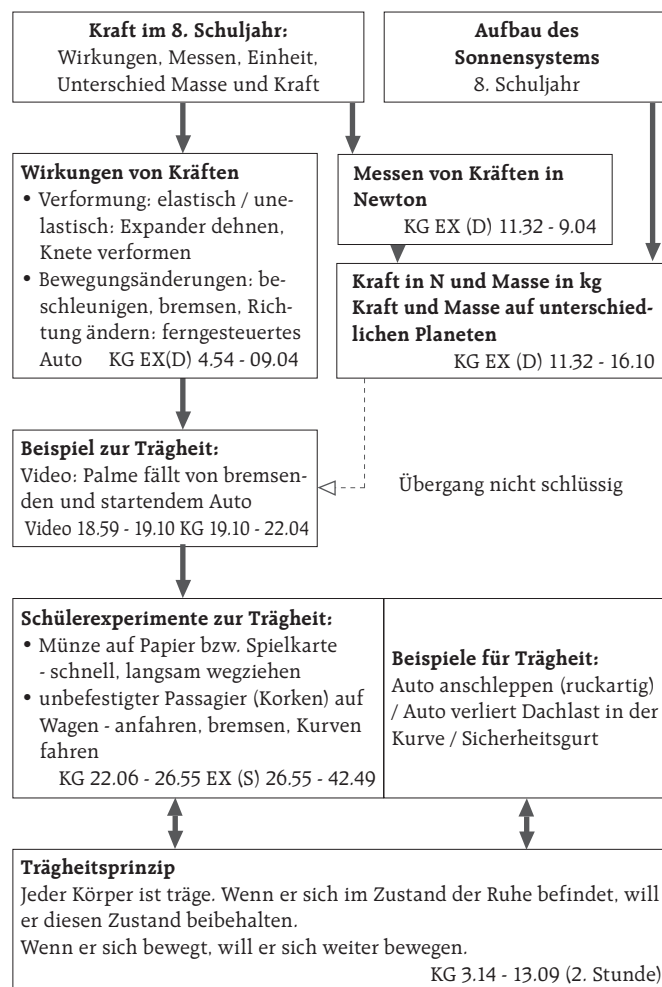 Kraft im 8. Schuljahr:
Wirkungen, Messen, Einheit,
Unterschied Masse und Kraft
Aufbau des
Sonnensystems
8. Schuljahr
Wirkungen von Kräften
• Verformung: elastisch / une-
lastisch: Expander dehnen,
Knete verformen
• Bewegungsänderungen: be-
schleunigen, bremsen, Rich-
tung ändern: ferngesteuertes
Auto KG EX(D) 4.54 - 09.04
Messen von Kräften in
Newton
KG EX (D) 11.32 - 9.04
Kraft in N und Masse in kg
Kraft und Masse auf unterschied-
lichen Planeten
KG EX (D) 11.32 - 16.10
Beispiel zur Trägheit:
Video: Palme fällt von bremsen-
den und startendem Auto
Video 18.59 - 19.10 KG 19.10 - 22.04
Übergang nicht schlüssig
Schülerexperimente zur Trägheit:
• Münze auf Papier bzw. Spielkarte
- schnell, langsam wegziehen
• unbefestigter Passagier (Korken) auf
Wagen - anfahren, bremsen, Kurven
fahren
KG 22.06 - 26.55 EX (S) 26.55 - 42.49
Beispiele für Trägheit:
Auto anschleppen (ruckartig)
/ Auto verliert Dachlast in der
Kurve / Sicherheitsgurt
Trägheitsprinzip
Jeder Körper ist träge. Wenn er sich im Zustand der Ruhe befindet, will
er diesen Zustand beibehalten.
Wenn er sich bewegt, will er sich weiter bewegen.
KG 3.14 - 13.09 (2. Stunde)